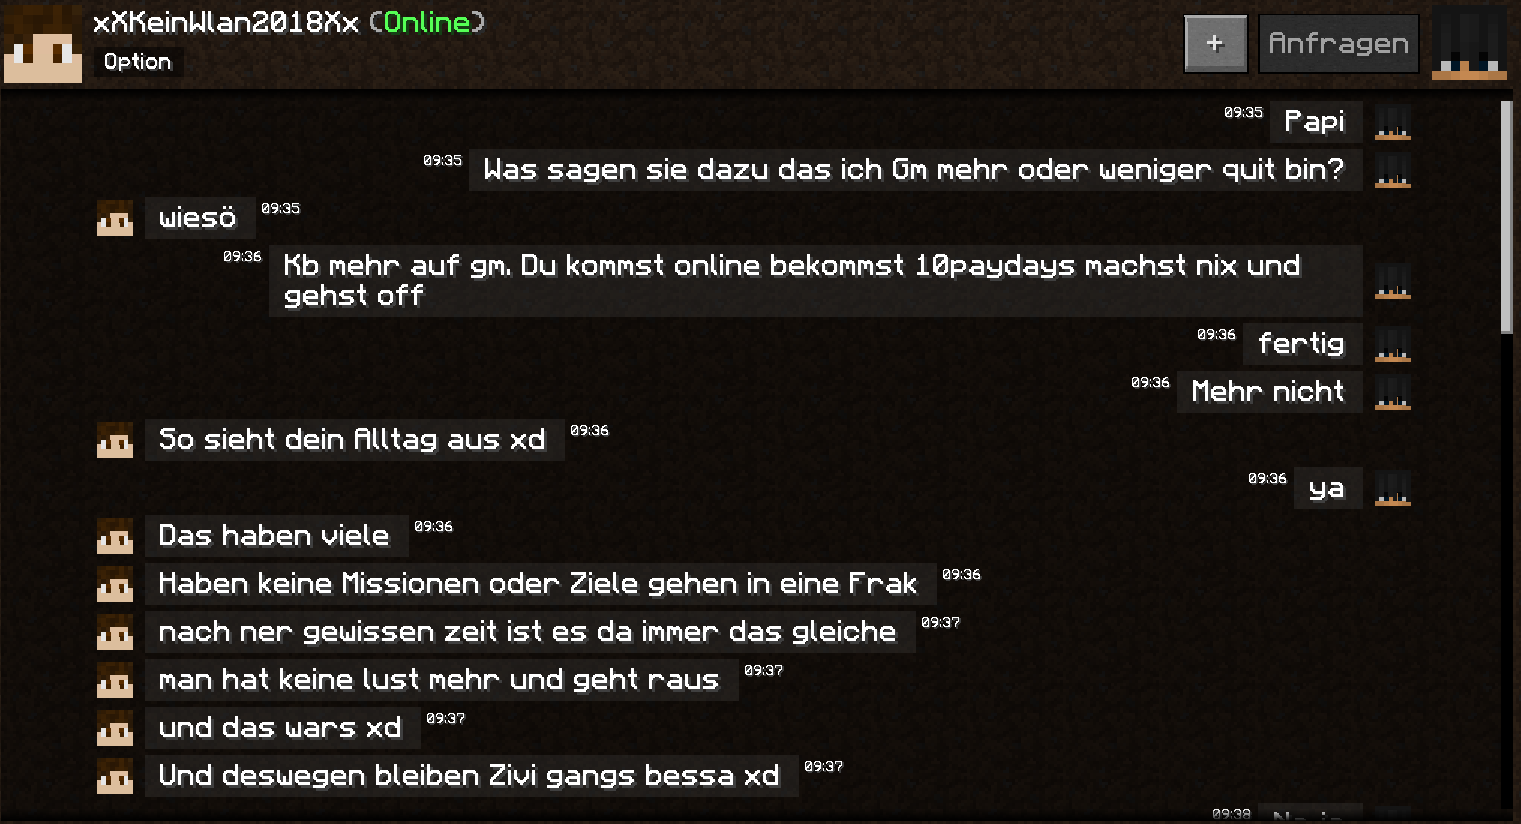 xXKeinWlan2018Xx (Online)
Option
+
Anfragen
09:35 Papi
09:35 Was sagen sie dazu das ich Gm mehr oder weniger quit bin?
wiesö 09:35
09:36 Kb mehr auf gm. Du kommst online bekommst 10paydays machst nix und
gehst off
09:36 fertig
09:36 Mehr nicht
So sieht dein Alltag aus xd 09:36
09:36 ya
Das haben viele 09:36
Haben keine Missionen oder Ziele gehen in eine Frak 09:36
nach ner gewissen zeit ist es da immer das gleiche 09:37
man hat keine lust mehr und geht raus 09:37
und das wars xd 09:37
Und deswegen bleiben Zivi gangs bessa xd 09:37
09:38